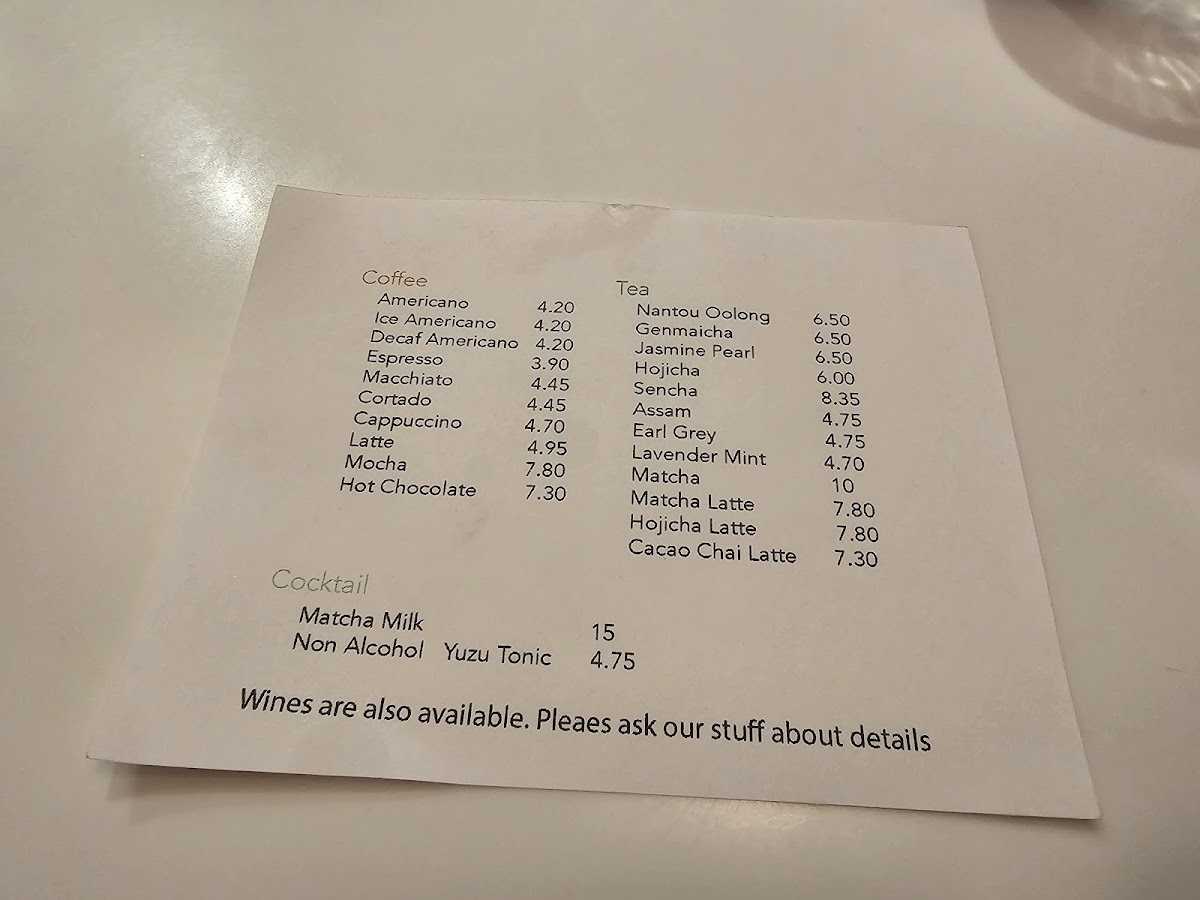 Coffee
Americano 4.20
Ice Americano 4.20
Decaf Americano 4.20
Espresso 3.90
Macchiato 4.45
Cortado 4.45
Cappuccino 4.70
Latte 4.95
Mocha 7.80
Hot Chocolate 7.30
Tea
Nantou Oolong 6.50
Genmaicha 6.50
Jasmine Pearl 6.50
Hojicha 6.00
Sencha 8.35
Assam 4.75
Earl Grey 4.75
Lavender Mint 4.70
Matcha 10
Matcha Latte 7.80
Hojicha Latte 7.80
Cacao Chai Latte 7.30
Cocktail
Matcha Milk 15
Non Alcohol Yuzu Tonic 4.75
Wines are also available. Pleaes ask our stuff about details